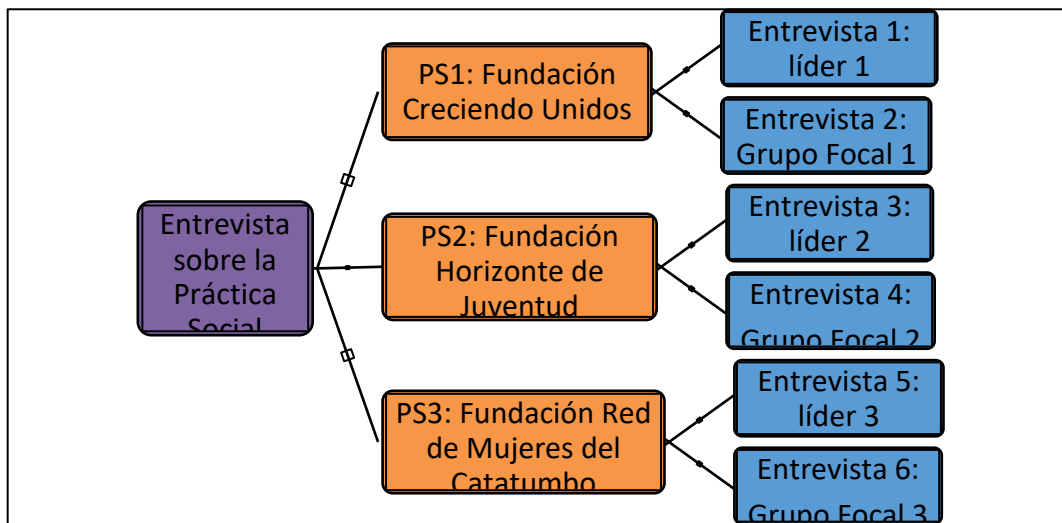 Entrevista
sobre la
Práctica
Social
PS1: Fundación
Creciendo Unidos
PS2: Fundación
Horizonte de
Juventud
PS3: Fundación Red
de Mujeres del
Catatumbo
Entrevista 1:
líder 1
Entrevista 2:
Grupo Focal 1
Entrevista 3:
líder 2
Entrevista 4:
Grupo Focal 2
Entrevista 5:
líder 3
Entrevista 6:
Grupo Focal 3